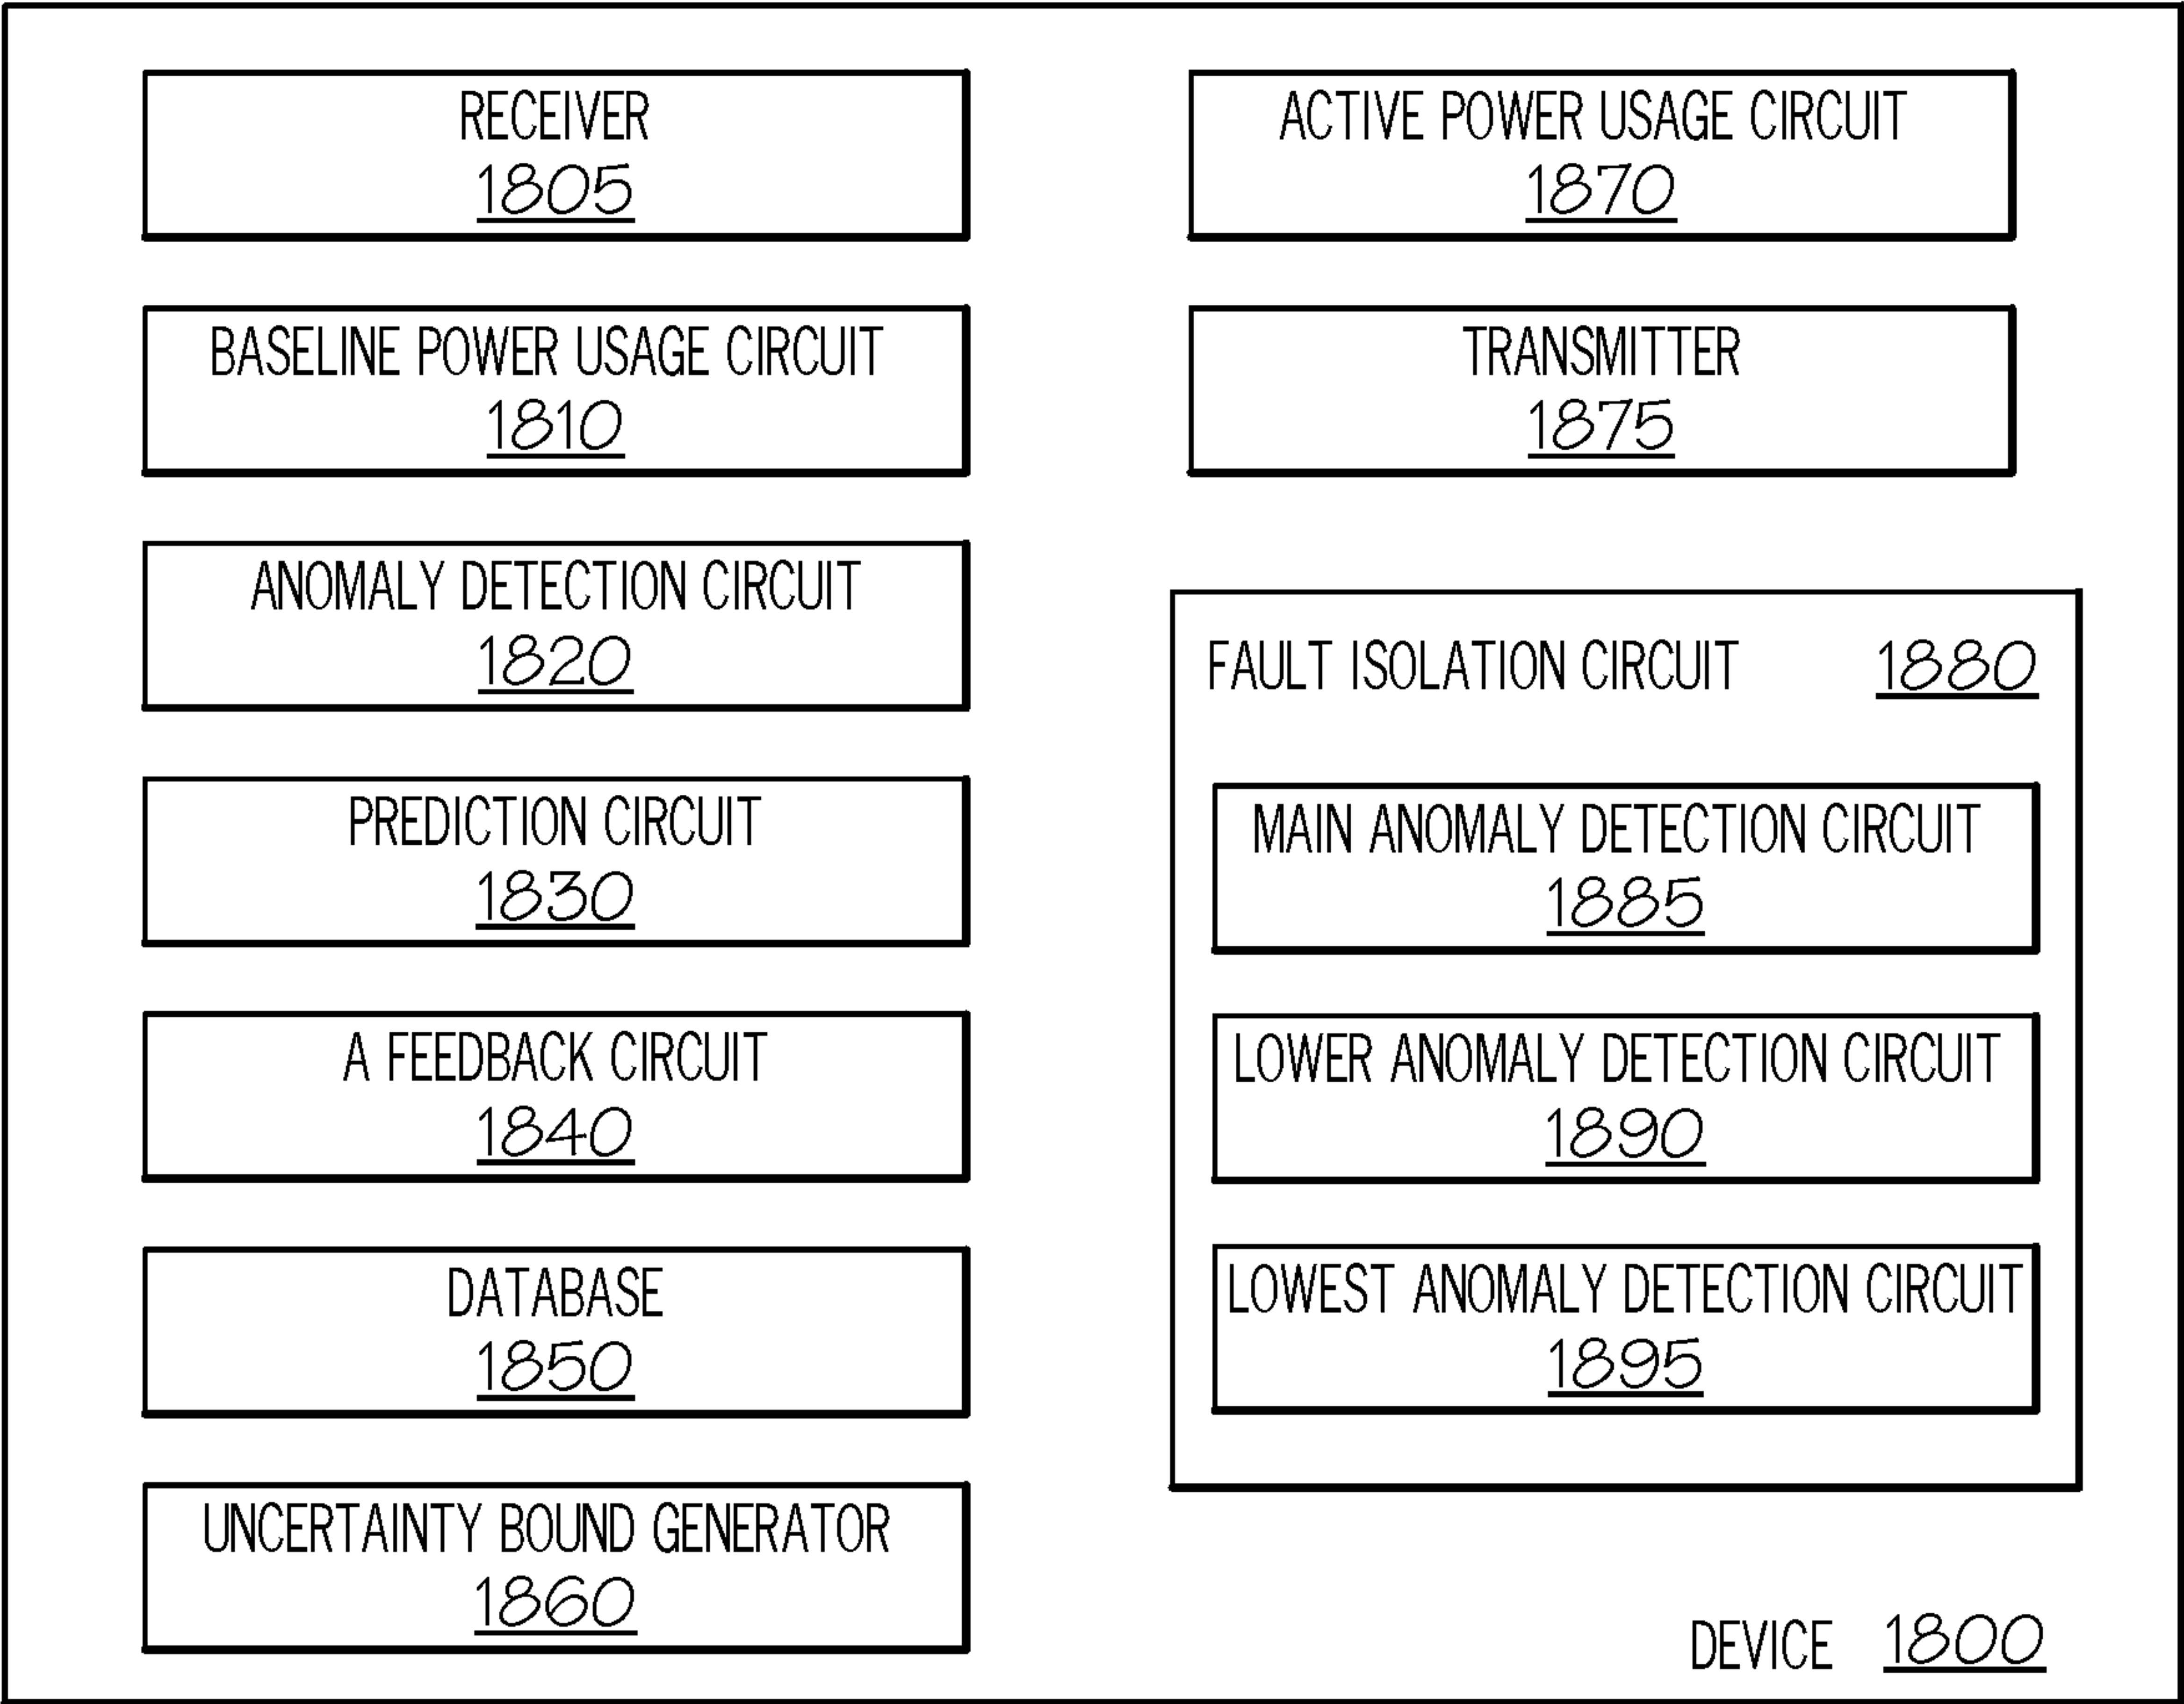 RECEIVER
1805
BASELINE POWER USAGE CIRCUIT
1810
ANOMALY DETECTION CIRCUIT
1820
PREDICTION CIRCUIT
1830
A FEEDBACK CIRCUIT
1840
DATABASE
1850
UNCERTAINTY BOUND GENERATOR
1860
ACTIVE POWER USAGE CIRCUIT
1870
TRANSMITTER
1875
FAULT ISOLATION CIRCUIT 1880
MAIN ANOMALY DETECTION CIRCUIT
1885
LOWER ANOMALY DETECTION CIRCUIT
1890
LOWEST ANOMALY DETECTION CIRCUIT
1895
DEVICE 1800